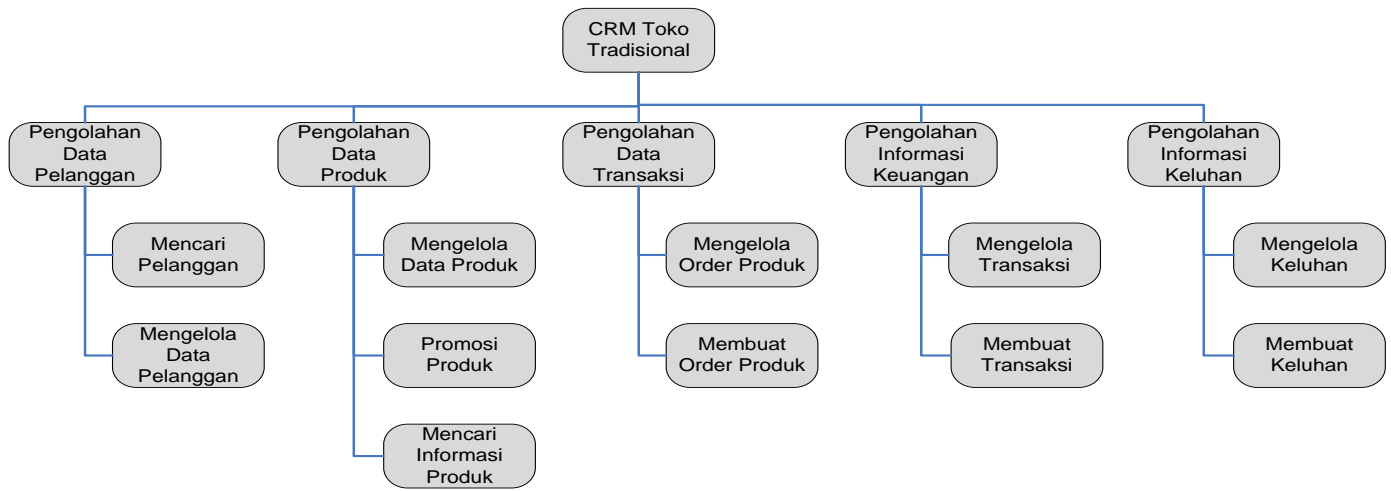 CRM Toko
Tradisional
Pengolahan
Data
Pelanggan
Pengolahan
Data
Produk
Pengolahan
Data
Transaksi
Pengolahan
Informasi
Keuangan
Pengolahan
Informasi
Keluhan
Mencari
Pelanggan
Mengelola
Data Produk
Mengelola
Order Produk
Mengelola
Transaksi
Mengelola
Keluhan
Mengelola
Data
Pelanggan
Promosi
Produk
Membuat
Order Produk
Membuat
Transaksi
Membuat
Keluhan
Mencari
Informasi
Produk